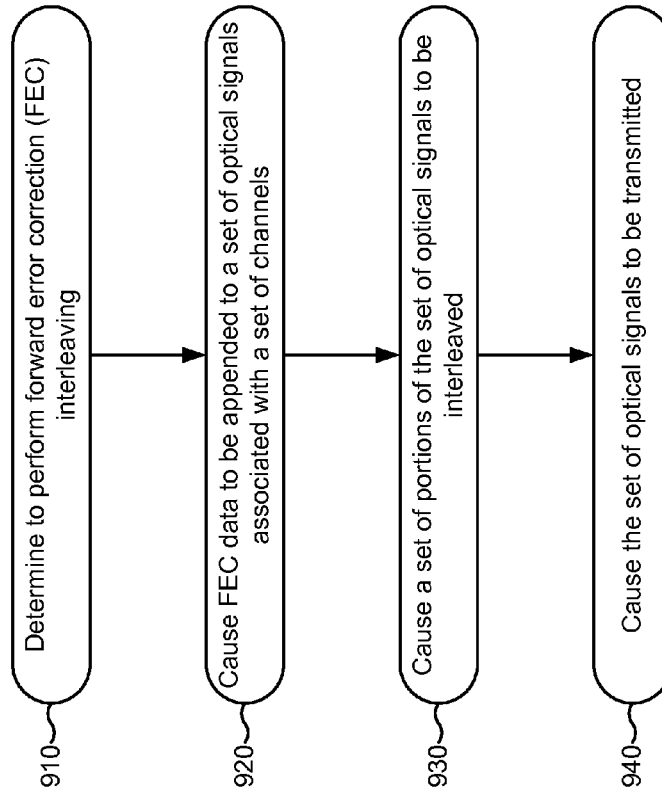 910
Determine to perform forward error correction (FEC)
interleaving
920
Cause FEC data to be appended to a set of optical signals
associated with a set of channels
930
Cause a set of portions of the set of optical signals to be
interleaved
940
Cause the set of optical signals to be transmitted